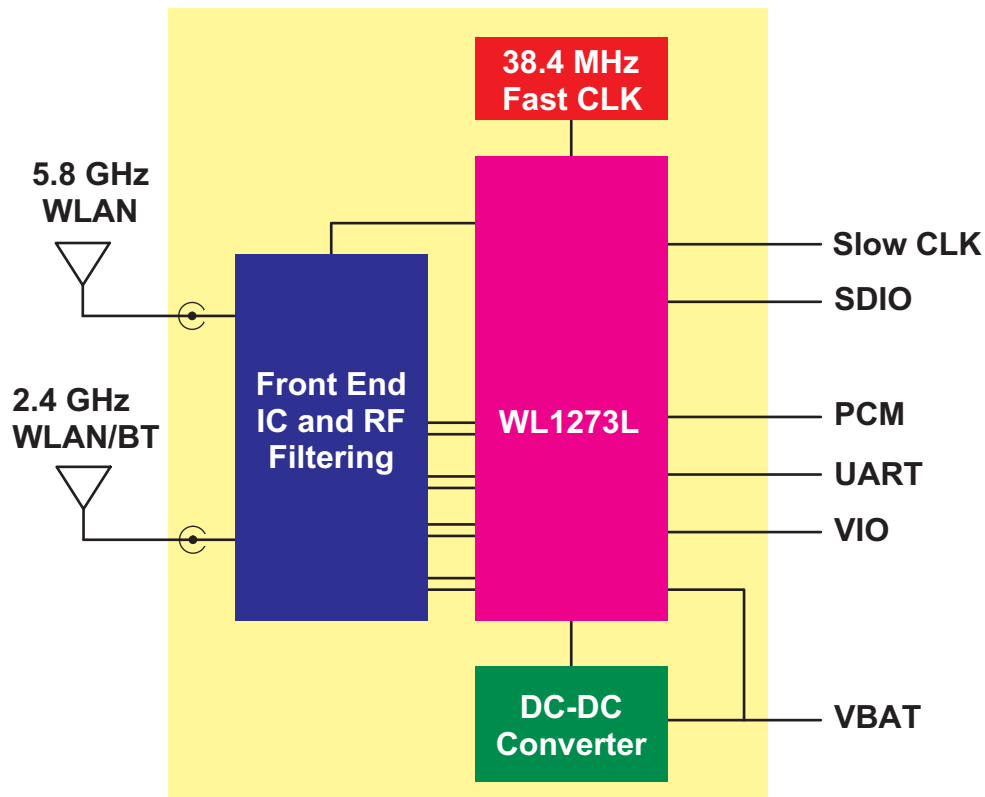 38.4 MHz
Fast CLK
5.8 GHz
WLAN
Slow CLK
SDIO
Front End
IC and RF
Filtering
2.4 GHz
WLAN/BT
WL1273L
PCM
UART
VIO
DC-DC
Converter
VBAT